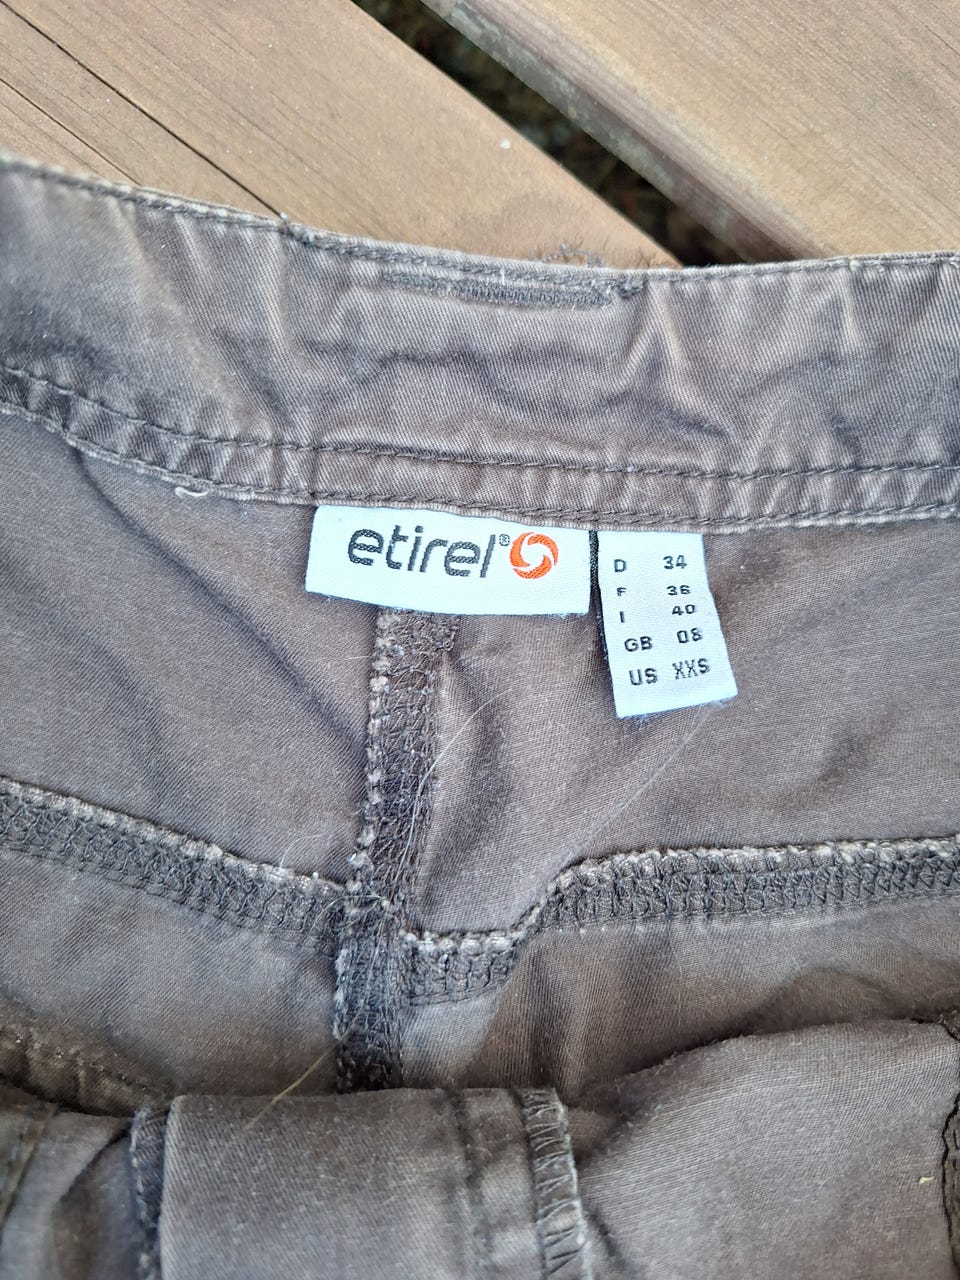 etirel®
D 34
F 36
I 40
GB 08
US XXS